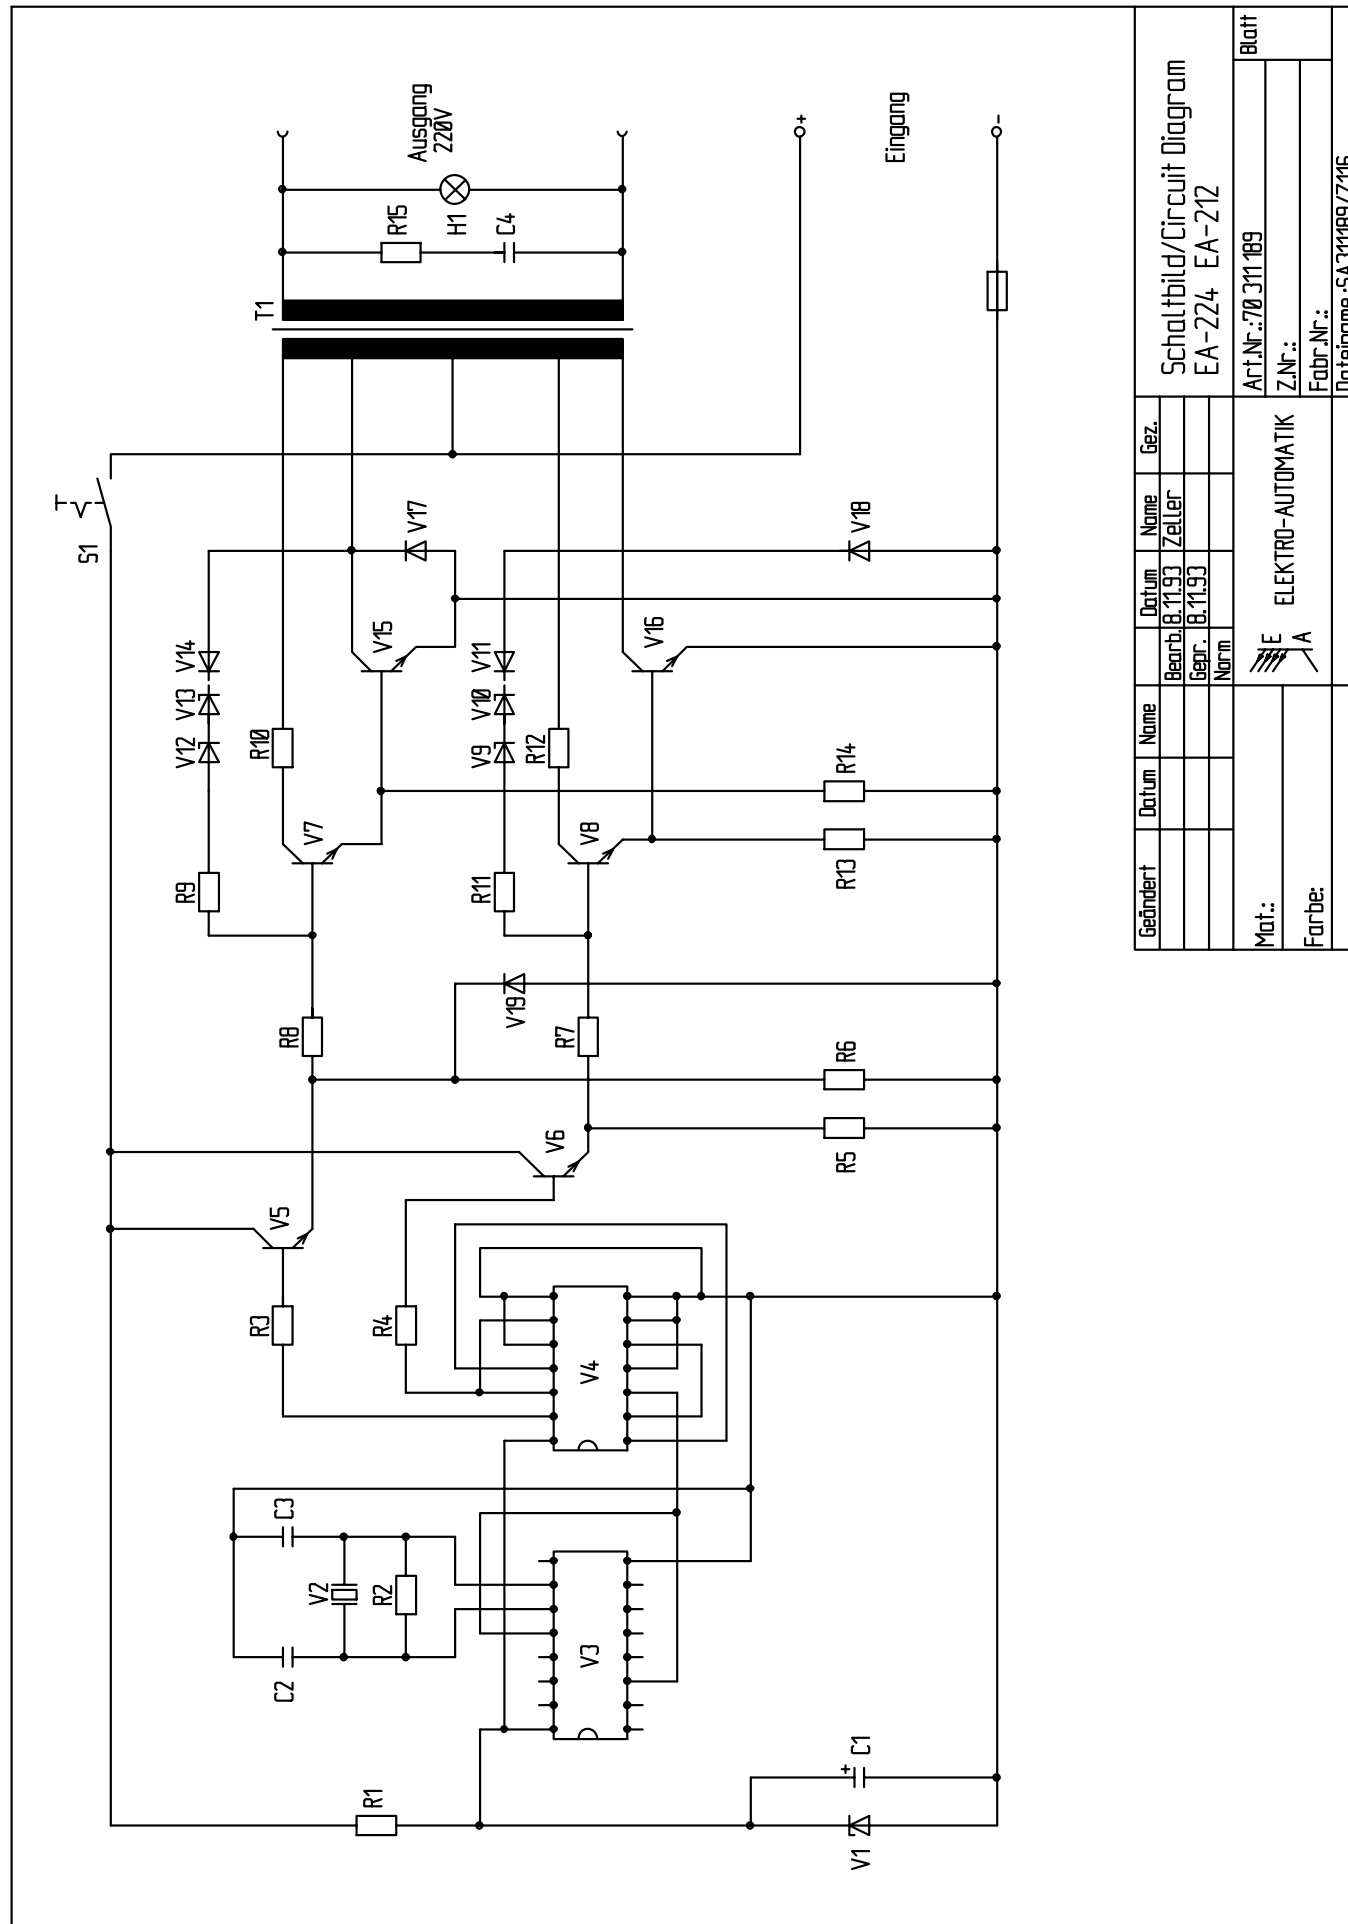 S1
R1
C2
C3
V2
R2
R3
V5
R4
V3
V4
V6
V1
C1
R5
R6
R8
V19
R7
R9
V12
V13
V14
R10
V7
R11
V9
V10
V11
R12
V8
R13
R14
V15
V17
V16
V18
T1
R15
H1
C4
Ausgang
220V
+
Eingang
-
+
Geändert
Datum
Name
Datum
Name
Gez.
Bearb.
8.11.93
Zeller
Gepr.
8.11.93
Norm
Schaltbild/Circuit Diagram
EA-224 EA-212
Mat.:
Farbe:
E
A
ELEKTRO-AUTOMATIK
Art.Nr.:70 311 189
Z.Nr.:
Fabr.Nr.:
Blatt
Dateiname:SA311189/7116